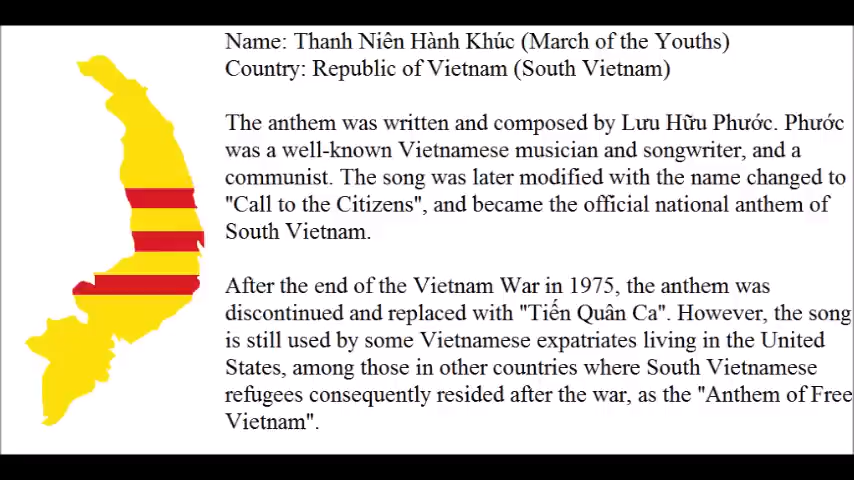 Name: Thanh Niên Hành Khúc (March of the Youths)
Country: Republic of Vietnam (South Vietnam)
The anthem was written and composed by Lưu Hữu Phước. Phước
was a well-known Vietnamese musician and songwriter, and a
communist. The song was later modified with the name changed to
"Call to the Citizens", and became the official national anthem of
South Vietnam.
After the end of the Vietnam War in 1975, the anthem was
discontinued and replaced with "Tiến Quân Ca". However, the song
is still used by some Vietnamese expatriates living in the United
States, among those in other countries where South Vietnamese
refugees consequently resided after the war, as the "Anthem of Free
Vietnam".